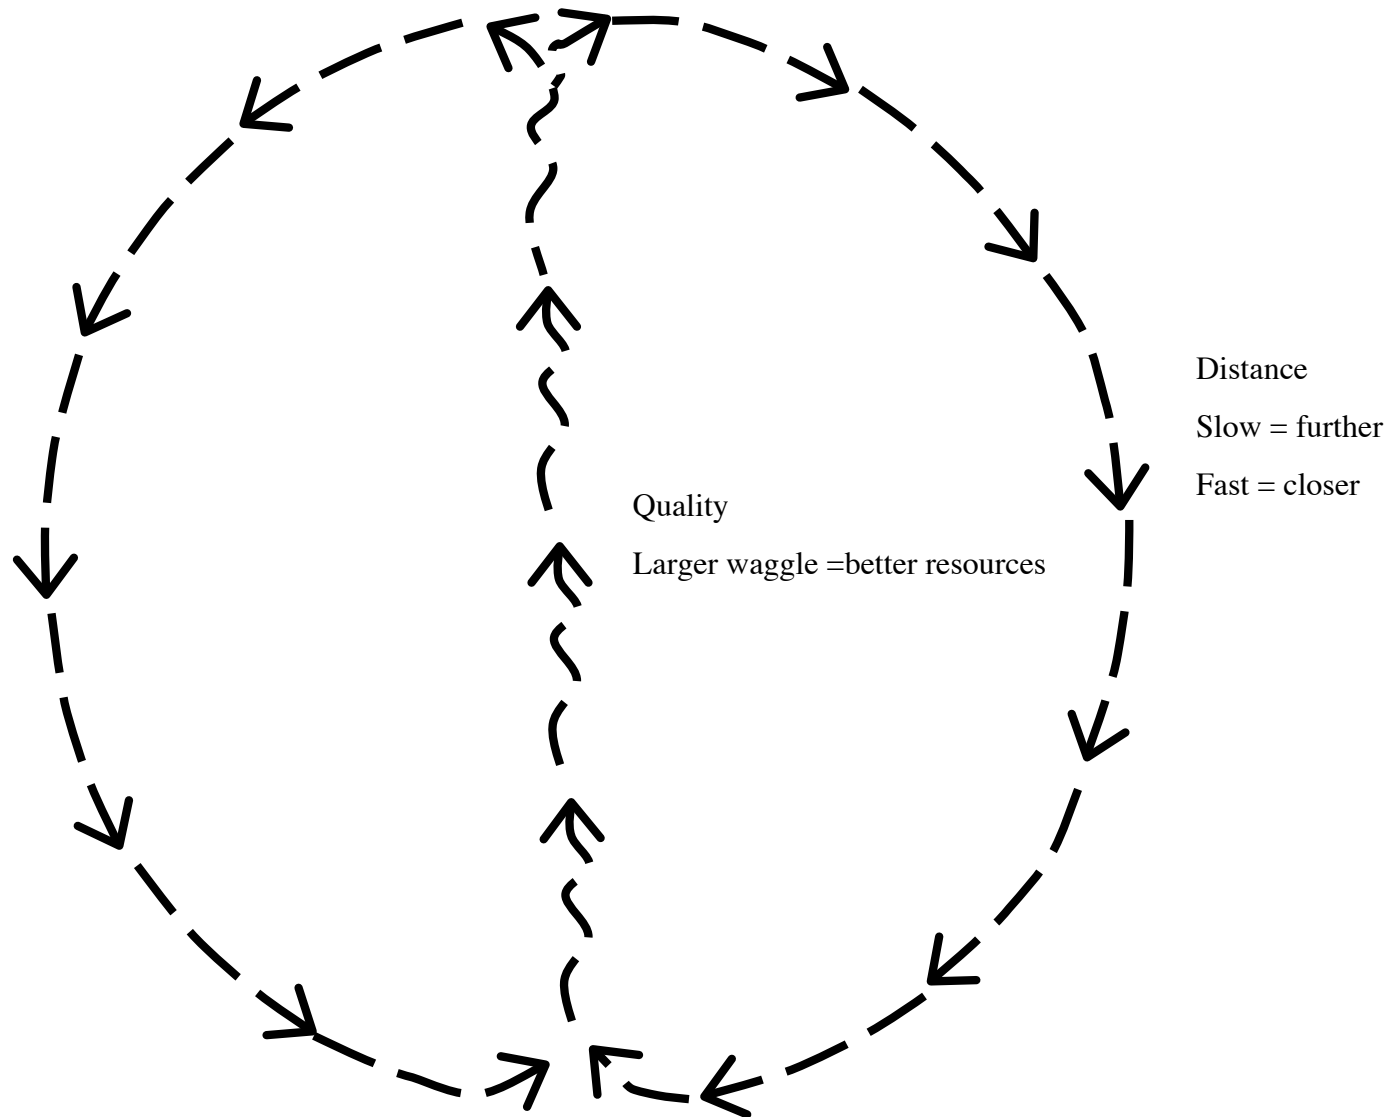 Distance
Slow = further
Fast = closer
Quality
Larger waggle =better resources